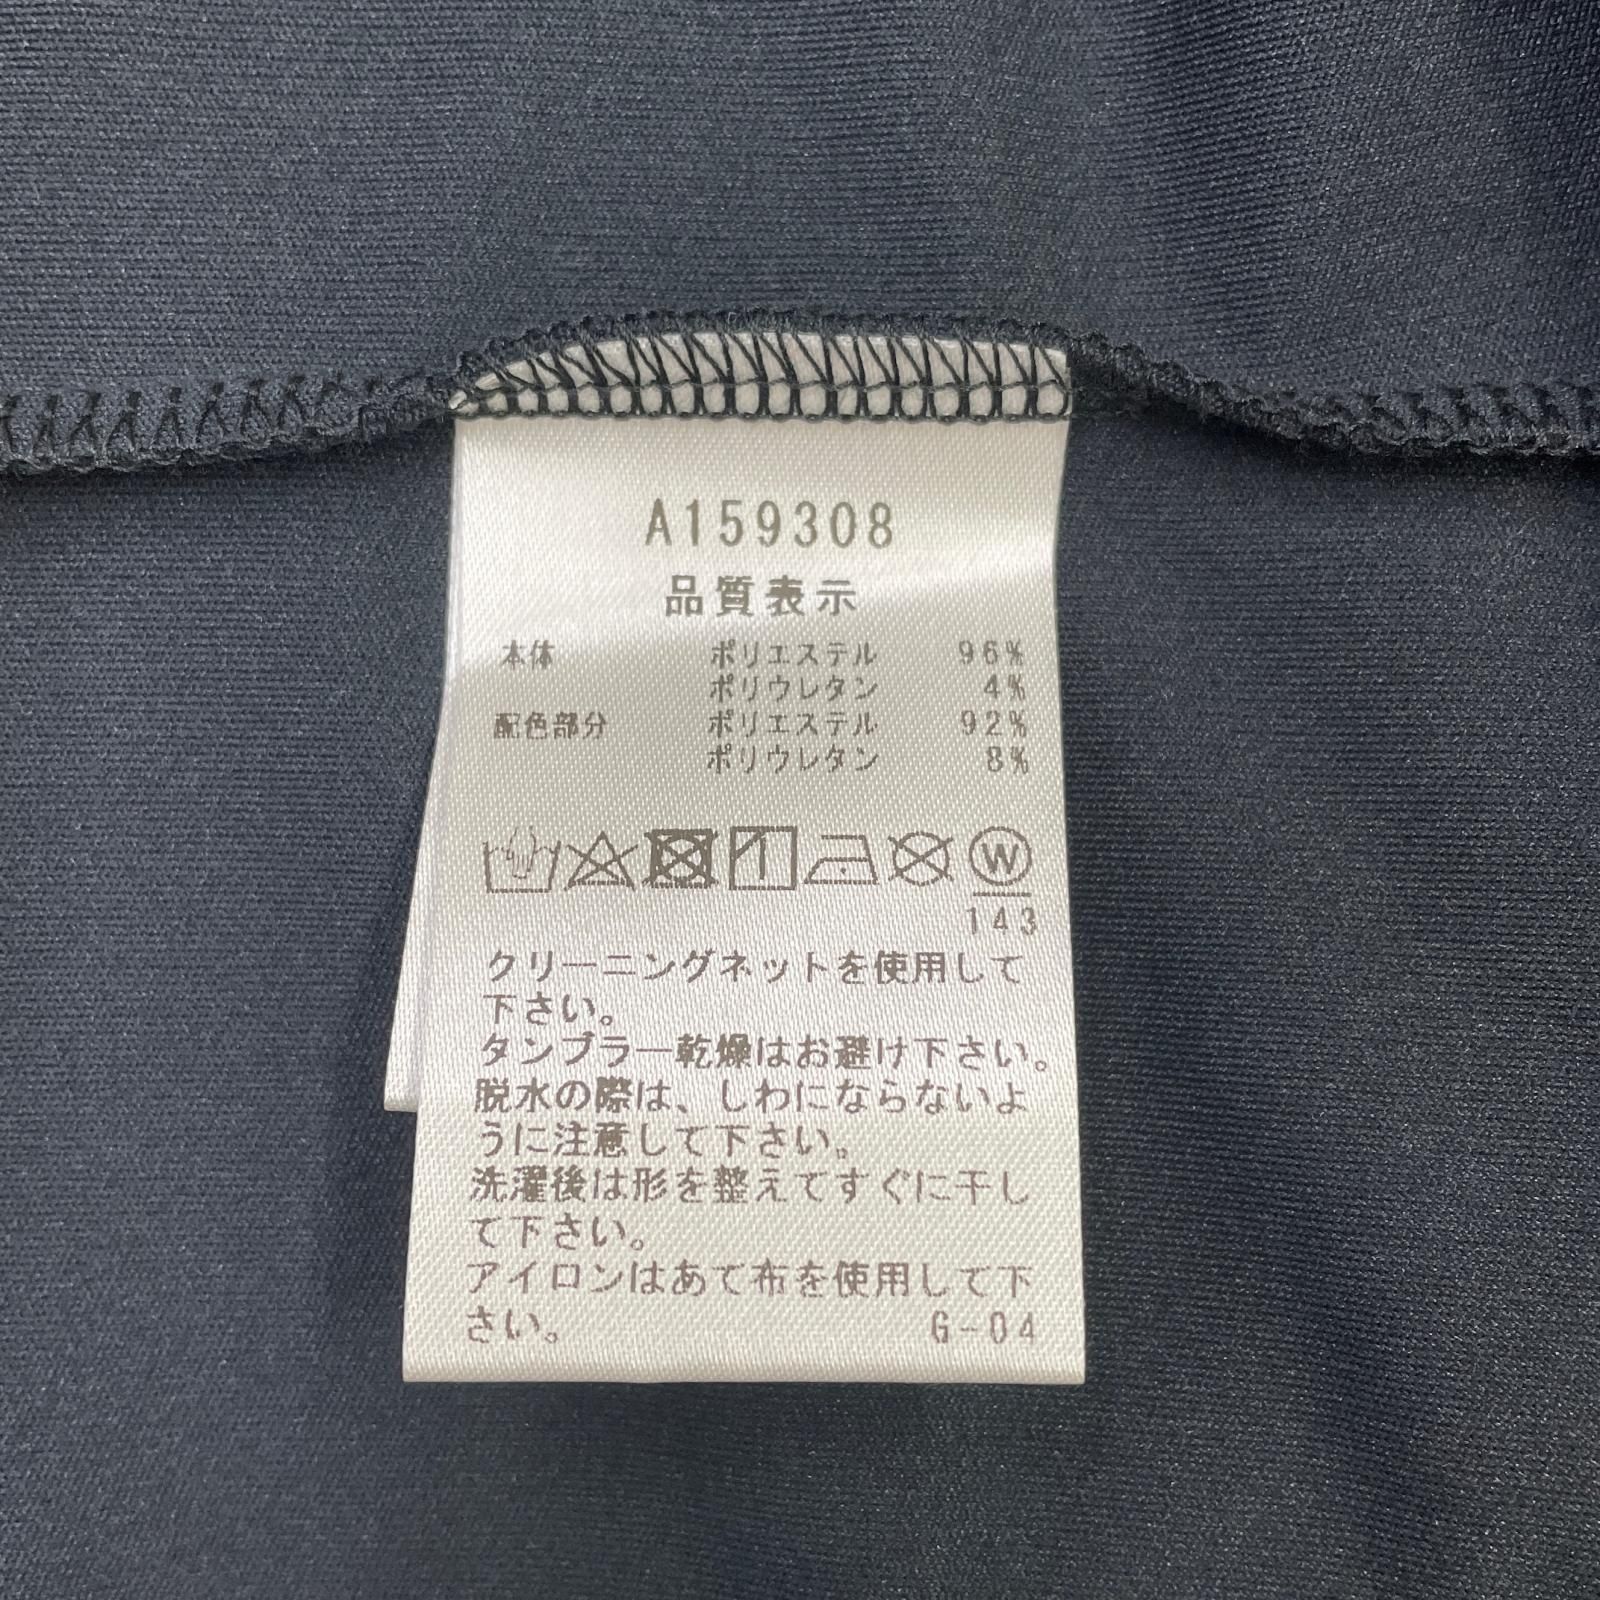 A159308
品質表示
本体 ポリエステル 96%
ポリウレタン 4%
配色部分 ポリエステル 92%
ポリウレタン 8%
W
143
クリーニングネットを使用して
下さい。
タンブラー乾燥はお避け下さい。
脱水の際は、しわにならないよ
うに注意して下さい。
洗濯後は形を整えてすぐに干し
て下さい。
アイロンはあて布を使用して下
さい。 G-04